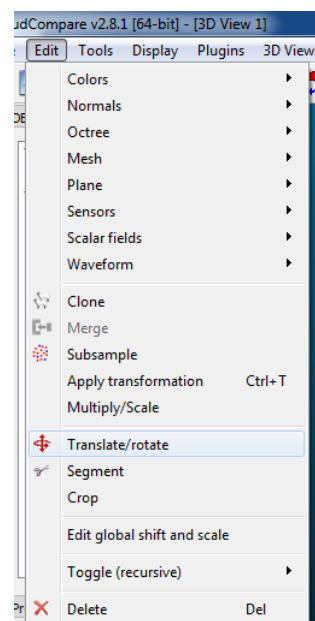 udCompare v2.8.1 [64-bit] - [3D View 1]
Edit Tools Display Plugins 3D View
Colors
Normals
Octree
Mesh
Plane
Sensors
Scalar fields
Waveform
Clone
Merge
Subsample
Apply transformation Ctrl+T
Multiply/Scale
Translate/rotate
Segment
Crop
Edit global shift and scale
Toggle (recursive)
Pr
Delete Del